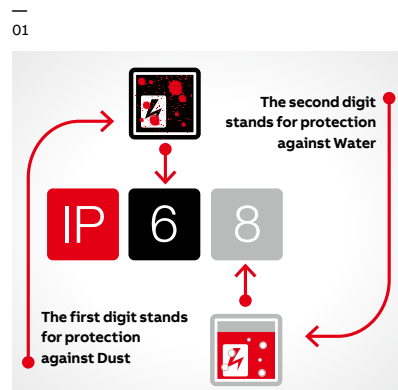 01
The second digit
stands for protection
against Water
IP 6 8
The first digit stands
for protection
against Dust